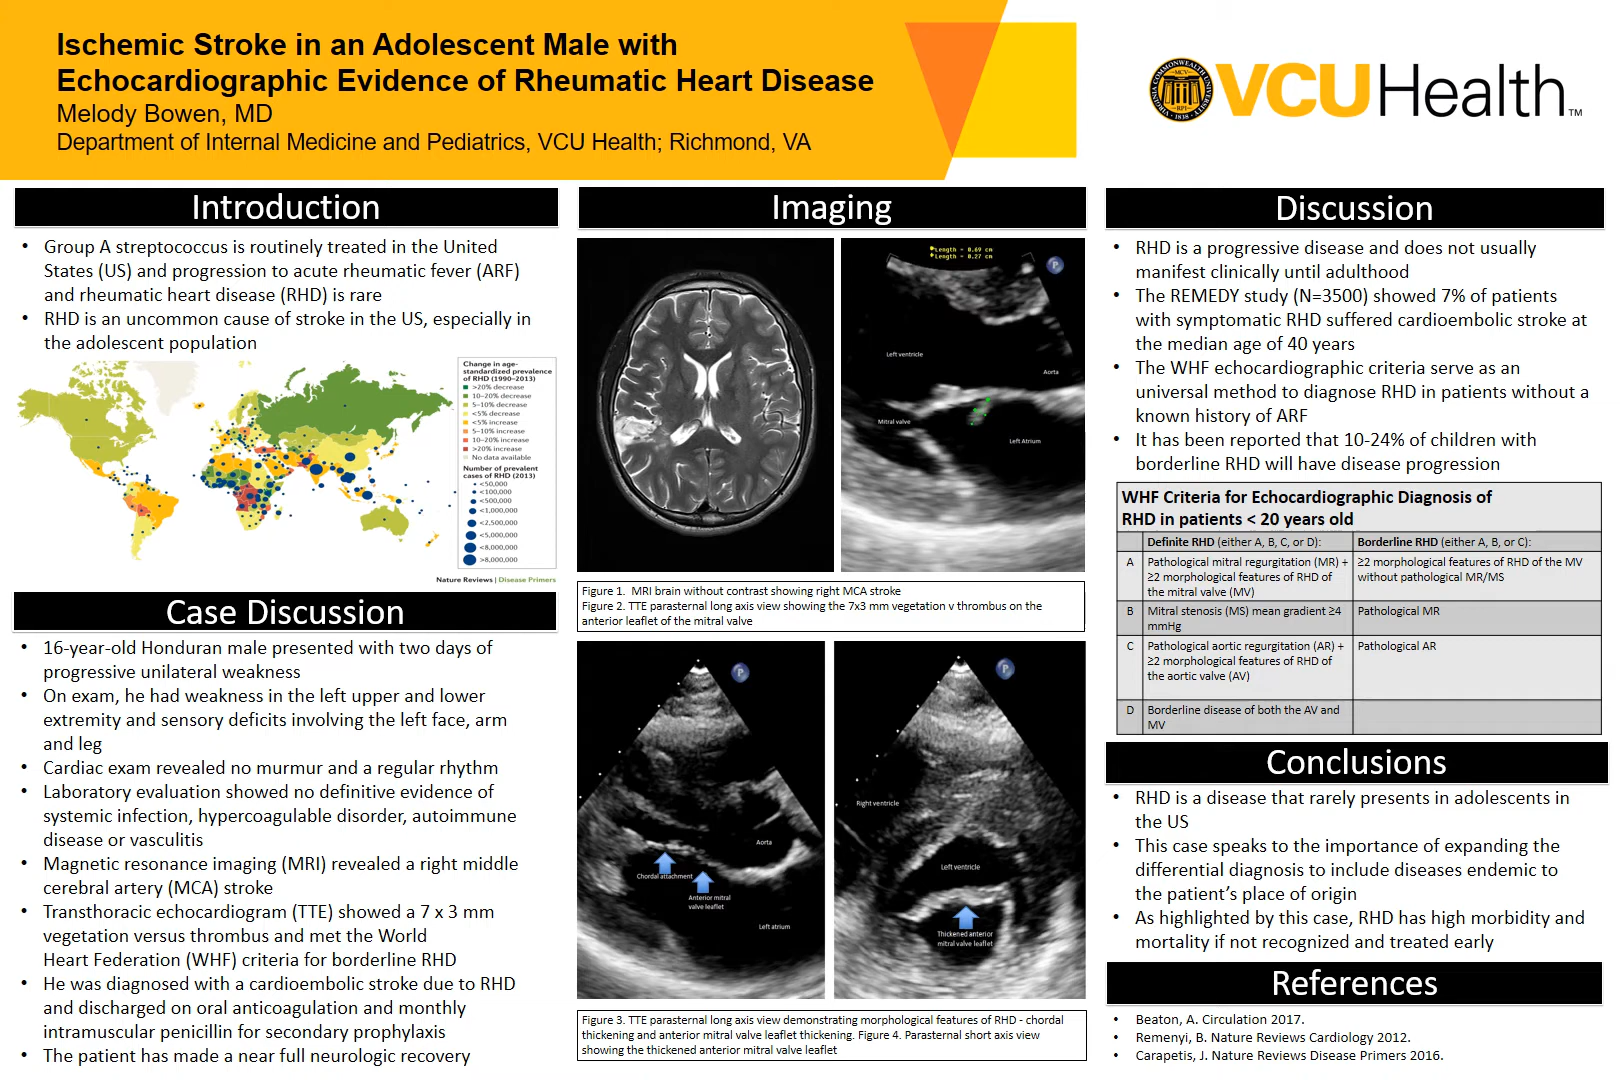 Ischemic Stroke in an Adolescent Male with
Echocardiographic Evidence of Rheumatic Heart Disease
Melody Bowen, MD
Department of Internal Medicine and Pediatrics, VCU Health; Richmond, VA
VIRGINIA COMMONWEALTH UNIVERSITY
MCV
RPI
1838
VCUHealth™
Introduction
• Group A streptococcus is routinely treated in the United
States (US) and progression to acute rheumatic fever (ARF)
and rheumatic heart disease (RHD) is rare
• RHD is an uncommon cause of stroke in the US, especially in
the adolescent population
Change in age-
standardized prevalence
of RHD (1990–2013)
>20% decrease
10–20% decrease
5–10% decrease
<5% decrease
<5% increase
5–10% increase
10–20% increase
>20% increase
No data available
Number of prevalent
cases of RHD (2013)
<50,000
<100,000
<500,000
<1,000,000
<2,500,000
<5,000,000
<8,000,000
>8,000,000
Nature Reviews | Disease Primers
Case Discussion
• 16-year-old Honduran male presented with two days of
progressive unilateral weakness
• On exam, he had weakness in the left upper and lower
extremity and sensory deficits involving the left face, arm
and leg
• Cardiac exam revealed no murmur and a regular rhythm
• Laboratory evaluation showed no definitive evidence of
systemic infection, hypercoagulable disorder, autoimmune
disease or vasculitis
• Magnetic resonance imaging (MRI) revealed a right middle
cerebral artery (MCA) stroke
• Transthoracic echocardiogram (TTE) showed a 7 x 3 mm
vegetation versus thrombus and met the World
Heart Federation (WHF) criteria for borderline RHD
• He was diagnosed with a cardioembolic stroke due to RHD
and discharged on oral anticoagulation and monthly
intramuscular penicillin for secondary prophylaxis
• The patient has made a near full neurologic recovery
Imaging
Length = 0.69 cm
Length = 0.27 cm
P
Left ventricle
Aorta
Mitral valve
Left Atrium
Figure 1. MRI brain without contrast showing right MCA stroke
Figure 2. TTE parasternal long axis view showing the 7x3 mm vegetation v thrombus on the
anterior leaflet of the mitral valve
P
Aorta
Chordal attachment
Anterior mitral
valve leaflet
Left atrium
P
Right ventricle
Left ventricle
Thickened anterior
mitral valve leaflet
Figure 3. TTE parasternal long axis view demonstrating morphological features of RHD - chordal
thickening and anterior mitral valve leaflet thickening. Figure 4. Parasternal short axis view
showing the thickened anterior mitral valve leaflet
Discussion
• RHD is a progressive disease and does not usually
manifest clinically until adulthood
• The REMEDY study (N=3500) showed 7% of patients
with symptomatic RHD suffered cardioembolic stroke at
the median age of 40 years
• The WHF echocardiographic criteria serve as an
universal method to diagnose RHD in patients without a
known history of ARF
• It has been reported that 10-24% of children with
borderline RHD will have disease progression
WHF Criteria for Echocardiographic Diagnosis of
RHD in patients < 20 years old
Definite RHD (either A, B, C, or D): Borderline RHD (either A, B, or C):
A Pathological mitral regurgitation (MR) + ≥2 morphological features of RHD of the MV
≥2 morphological features of RHD of without pathological MR/MS
the mitral valve (MV)
B Mitral stenosis (MS) mean gradient ≥4 Pathological MR
mmHg
C Pathological aortic regurgitation (AR) + Pathological AR
≥2 morphological features of RHD of
the aortic valve (AV)
D Borderline disease of both the AV and
MV
Conclusions
• RHD is a disease that rarely presents in adolescents in
the US
• This case speaks to the importance of expanding the
differential diagnosis to include diseases endemic to
the patient's place of origin
• As highlighted by this case, RHD has high morbidity and
mortality if not recognized and treated early
References
• Beaton, A. Circulation 2017.
• Remenyi, B. Nature Reviews Cardiology 2012.
• Carapetis, J. Nature Reviews Disease Primers 2016.